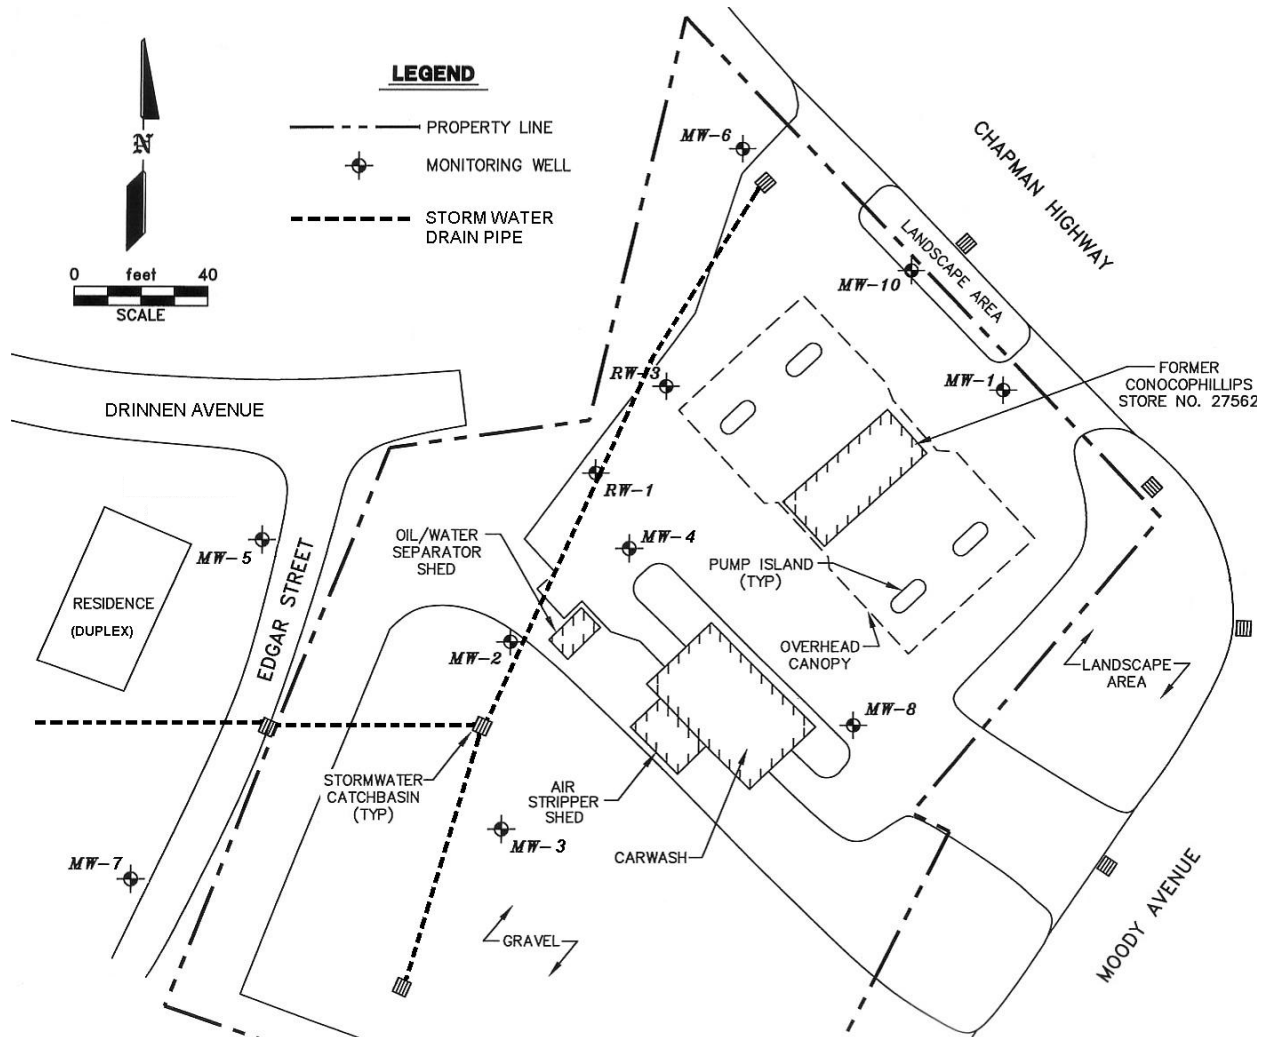 LEGEND
PROPERTY LINE
MONITORING WELL
STORM WATER
DRAIN PIPE
N
0 feet 40
SCALE
MW-6
CHAPMAN HIGHWAY
LANDSCAPE AREA
MW-10
RW-3
MW-1
FORMER
CONOCOPHILLIPS
STORE NO. 27562
DRINNEN AVENUE
RW-1
OIL/WATER
SEPARATOR
SHED
MW-4
MW-5
PUMP ISLAND
(TYP)
EDGAR STREET
RESIDENCE
(DUPLEX)
MW-2
OVERHEAD
CANOPY
LANDSCAPE
AREA
MW-8
STORMWATER
CATCHBASIN
(TYP)
AIR
STRIPPER
SHED
MW-3
CARWASH
MW-7
GRAVEL
MOODY AVENUE